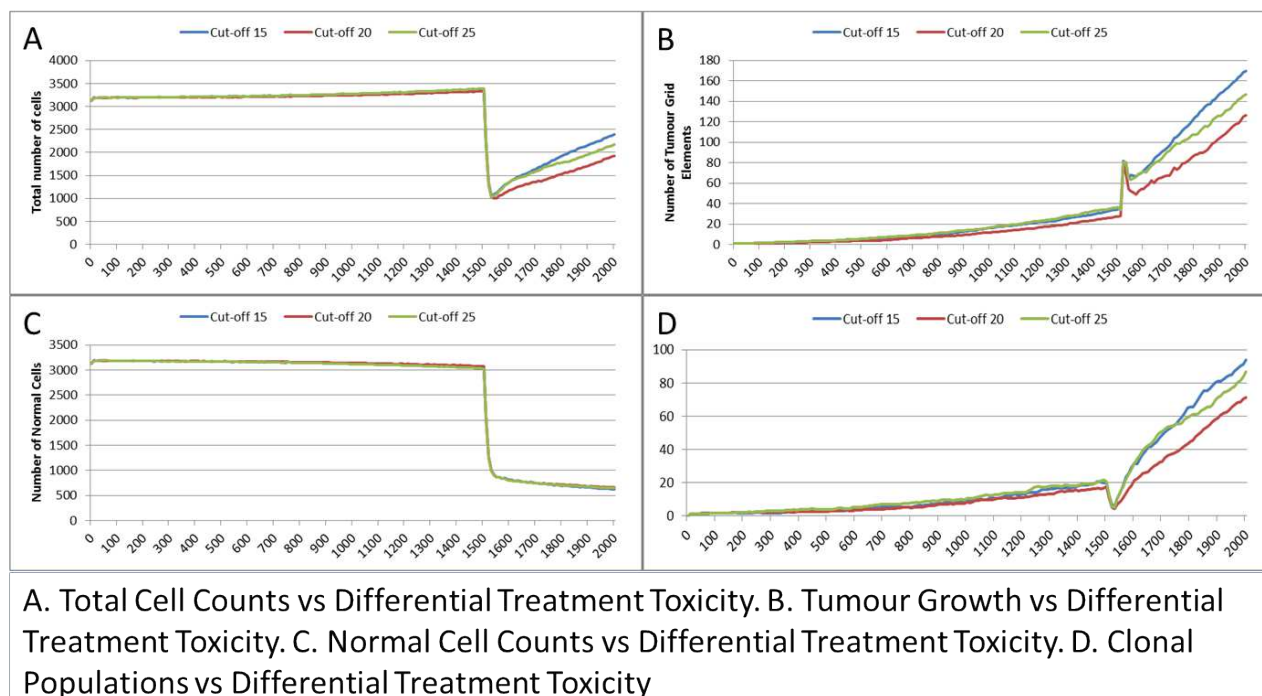 A
Cut-off 15 Cut-off 20 Cut-off 25
Total number of cells
4000
3500
3000
2500
2000
1500
1000
500
0
0 100 200 300 400 500 600 700 800 900 1000 1100 1200 1300 1400 1500 1600 1700 1800 1900 2000
B
Cut-off 15 Cut-off 20 Cut-off 25
Number of Tumour Grid
Elements
180
160
140
120
100
80
60
40
20
0
0 100 200 300 400 500 600 700 800 900 1000 1100 1200 1300 1400 1500 1600 1700 1800 1900 2000
C
Cut-off 15 Cut-off 20 Cut-off 25
Number of Normal Cells
3500
3000
2500
2000
1500
1000
500
0
0 100 200 300 400 500 600 700 800 900 1000 1100 1200 1300 1400 1500 1600 1700 1800 1900 2000
D
Cut-off 15 Cut-off 20 Cut-off 25
100
80
60
40
20
0
0 100 200 300 400 500 600 700 800 900 1000 1100 1200 1300 1400 1500 1600 1700 1800 1900 2000
A. Total Cell Counts vs Differential Treatment Toxicity. B. Tumour Growth vs Differential
Treatment Toxicity. C. Normal Cell Counts vs Differential Treatment Toxicity. D. Clonal
Populations vs Differential Treatment Toxicity